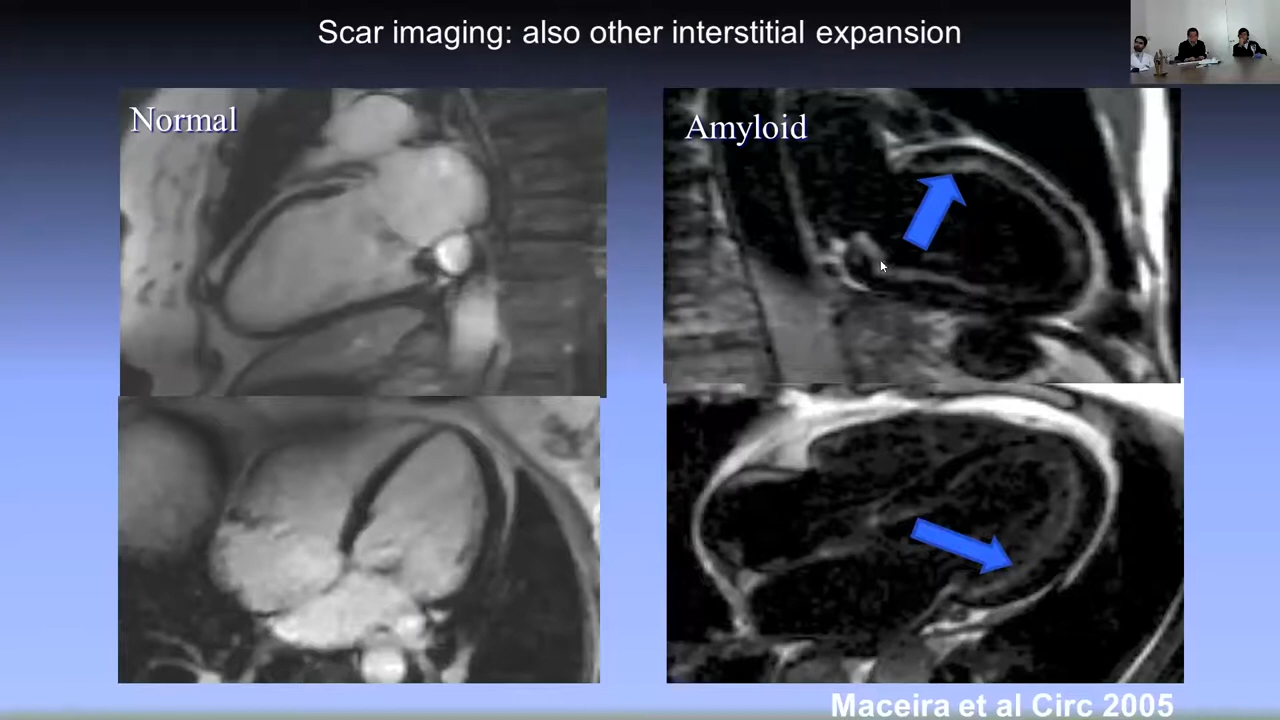 Scar imaging: also other interstitial expansion
Normal
Amyloid
Maceira et al Circ 2005